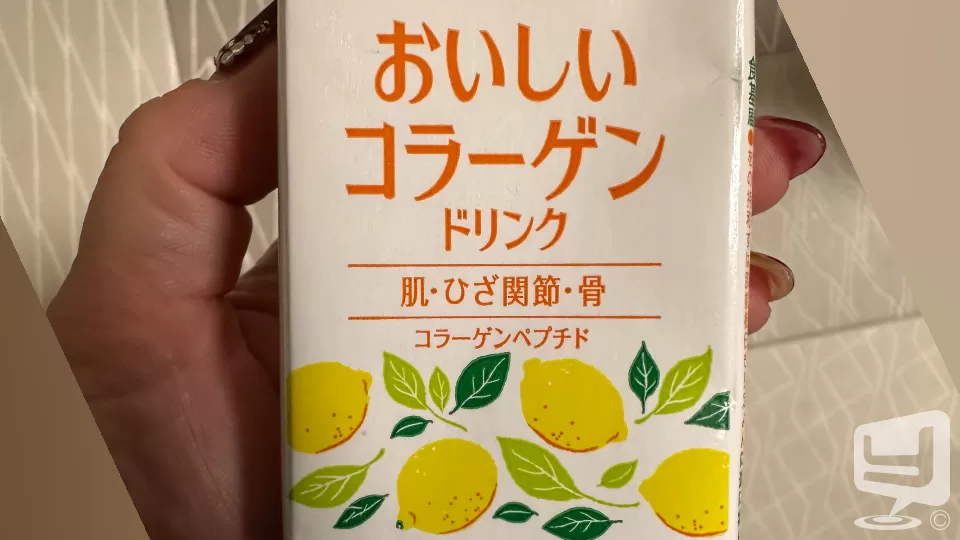 おいしい
コラーゲン
ドリンク
肌・ひざ関節・骨
コラーゲンペプチド
©